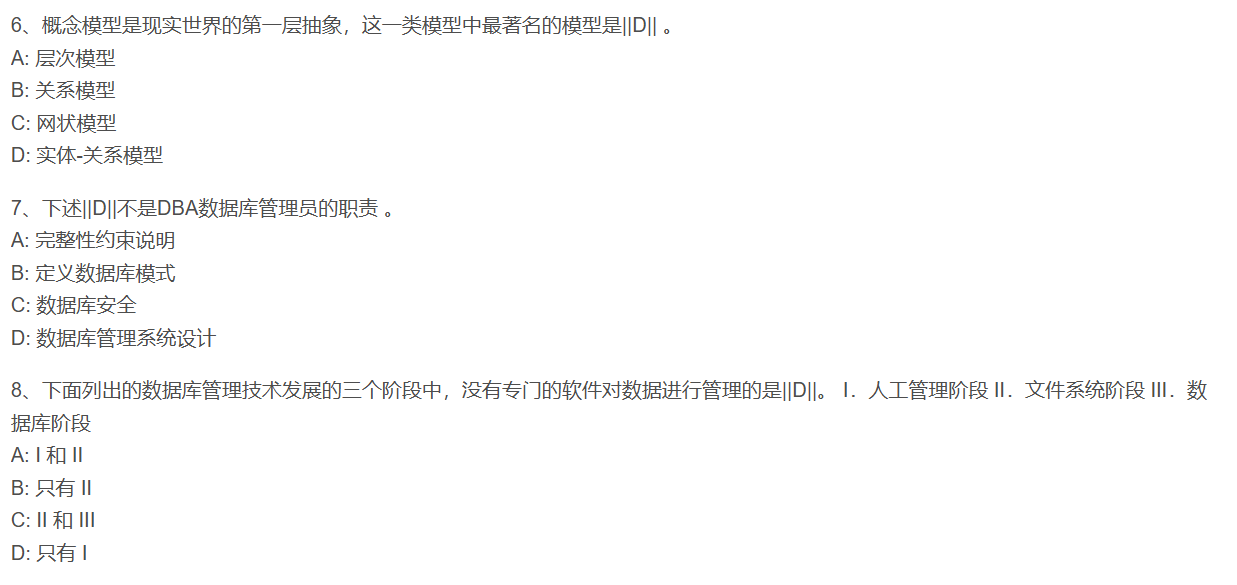 6、概念模型是现实世界的第一层抽象，这一类模型中最著名的模型是||D|| 。
A: 层次模型
B: 关系模型
C: 网状模型
D: 实体-关系模型
7、下述||D||不是DBA数据库管理员的职责 。
A: 完整性约束说明
B: 定义数据库模式
C: 数据库安全
D: 数据库管理系统设计
8、下面列出的数据库管理技术发展的三个阶段中，没有专门的软件对数据进行管理的是||D||。 I．人工管理阶段 II．文件系统阶段 III．数
据库阶段
A: I 和 II
B: 只有 II
C: II 和 III
D: 只有 I